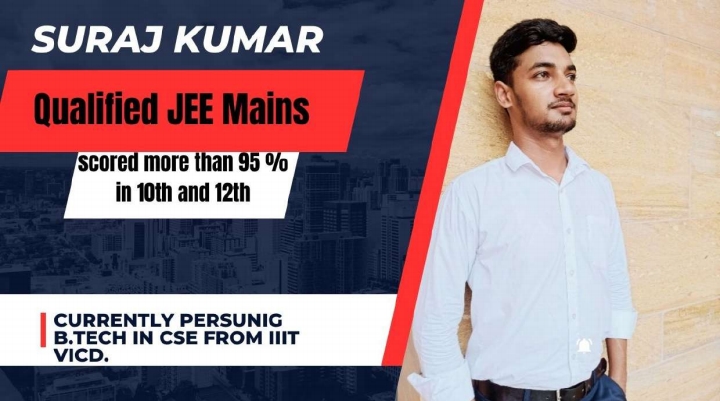 SURAJ KUMAR
Qualified JEE Mains
scored more than 95 %
in 10th and 12th
CURRENTLY PERSUNIG
B.TECH IN CSE FROM IIIT
VICD.